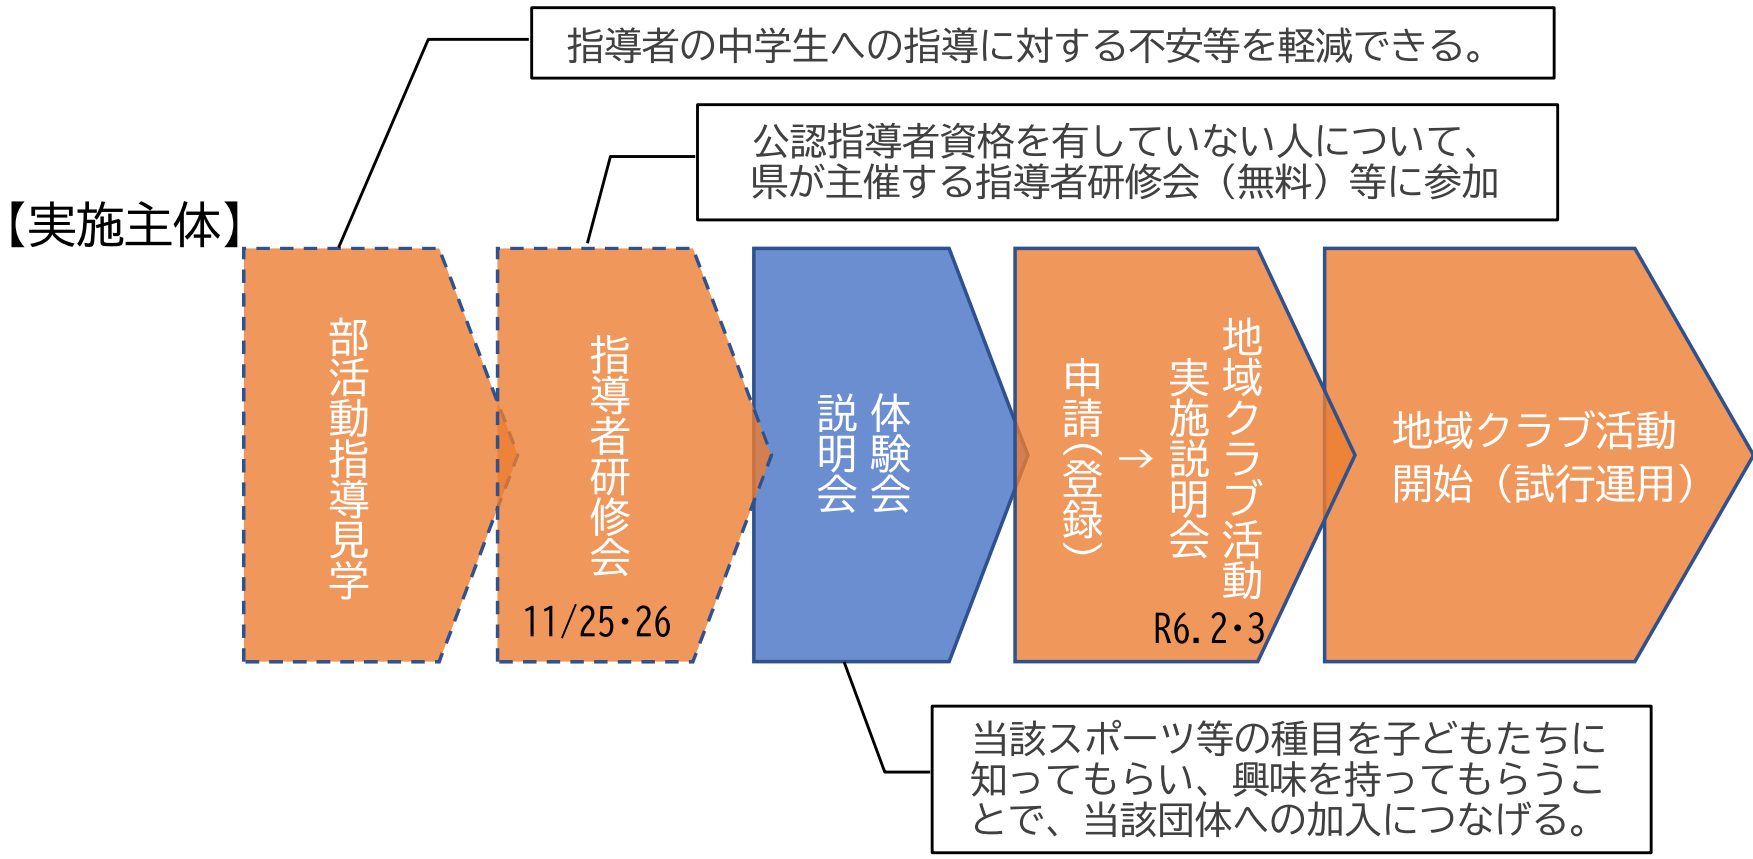 指導者の中学生への指導に対する不安等を軽減できる。
公認指導者資格を有していない人について、
県が主催する指導者研修会（無料）等に参加
【実施主体】
部活動指導見学
指導者研修会
11/25・26
体験会
説明会
申請（登録）
→
地域クラブ活動
実施説明会
R6.2・3
地域クラブ活動
開始（試行運用）
当該スポーツ等の種目を子どもたちに
知ってもらい、興味を持ってもらうこ
とで、当該団体への加入につなげる。